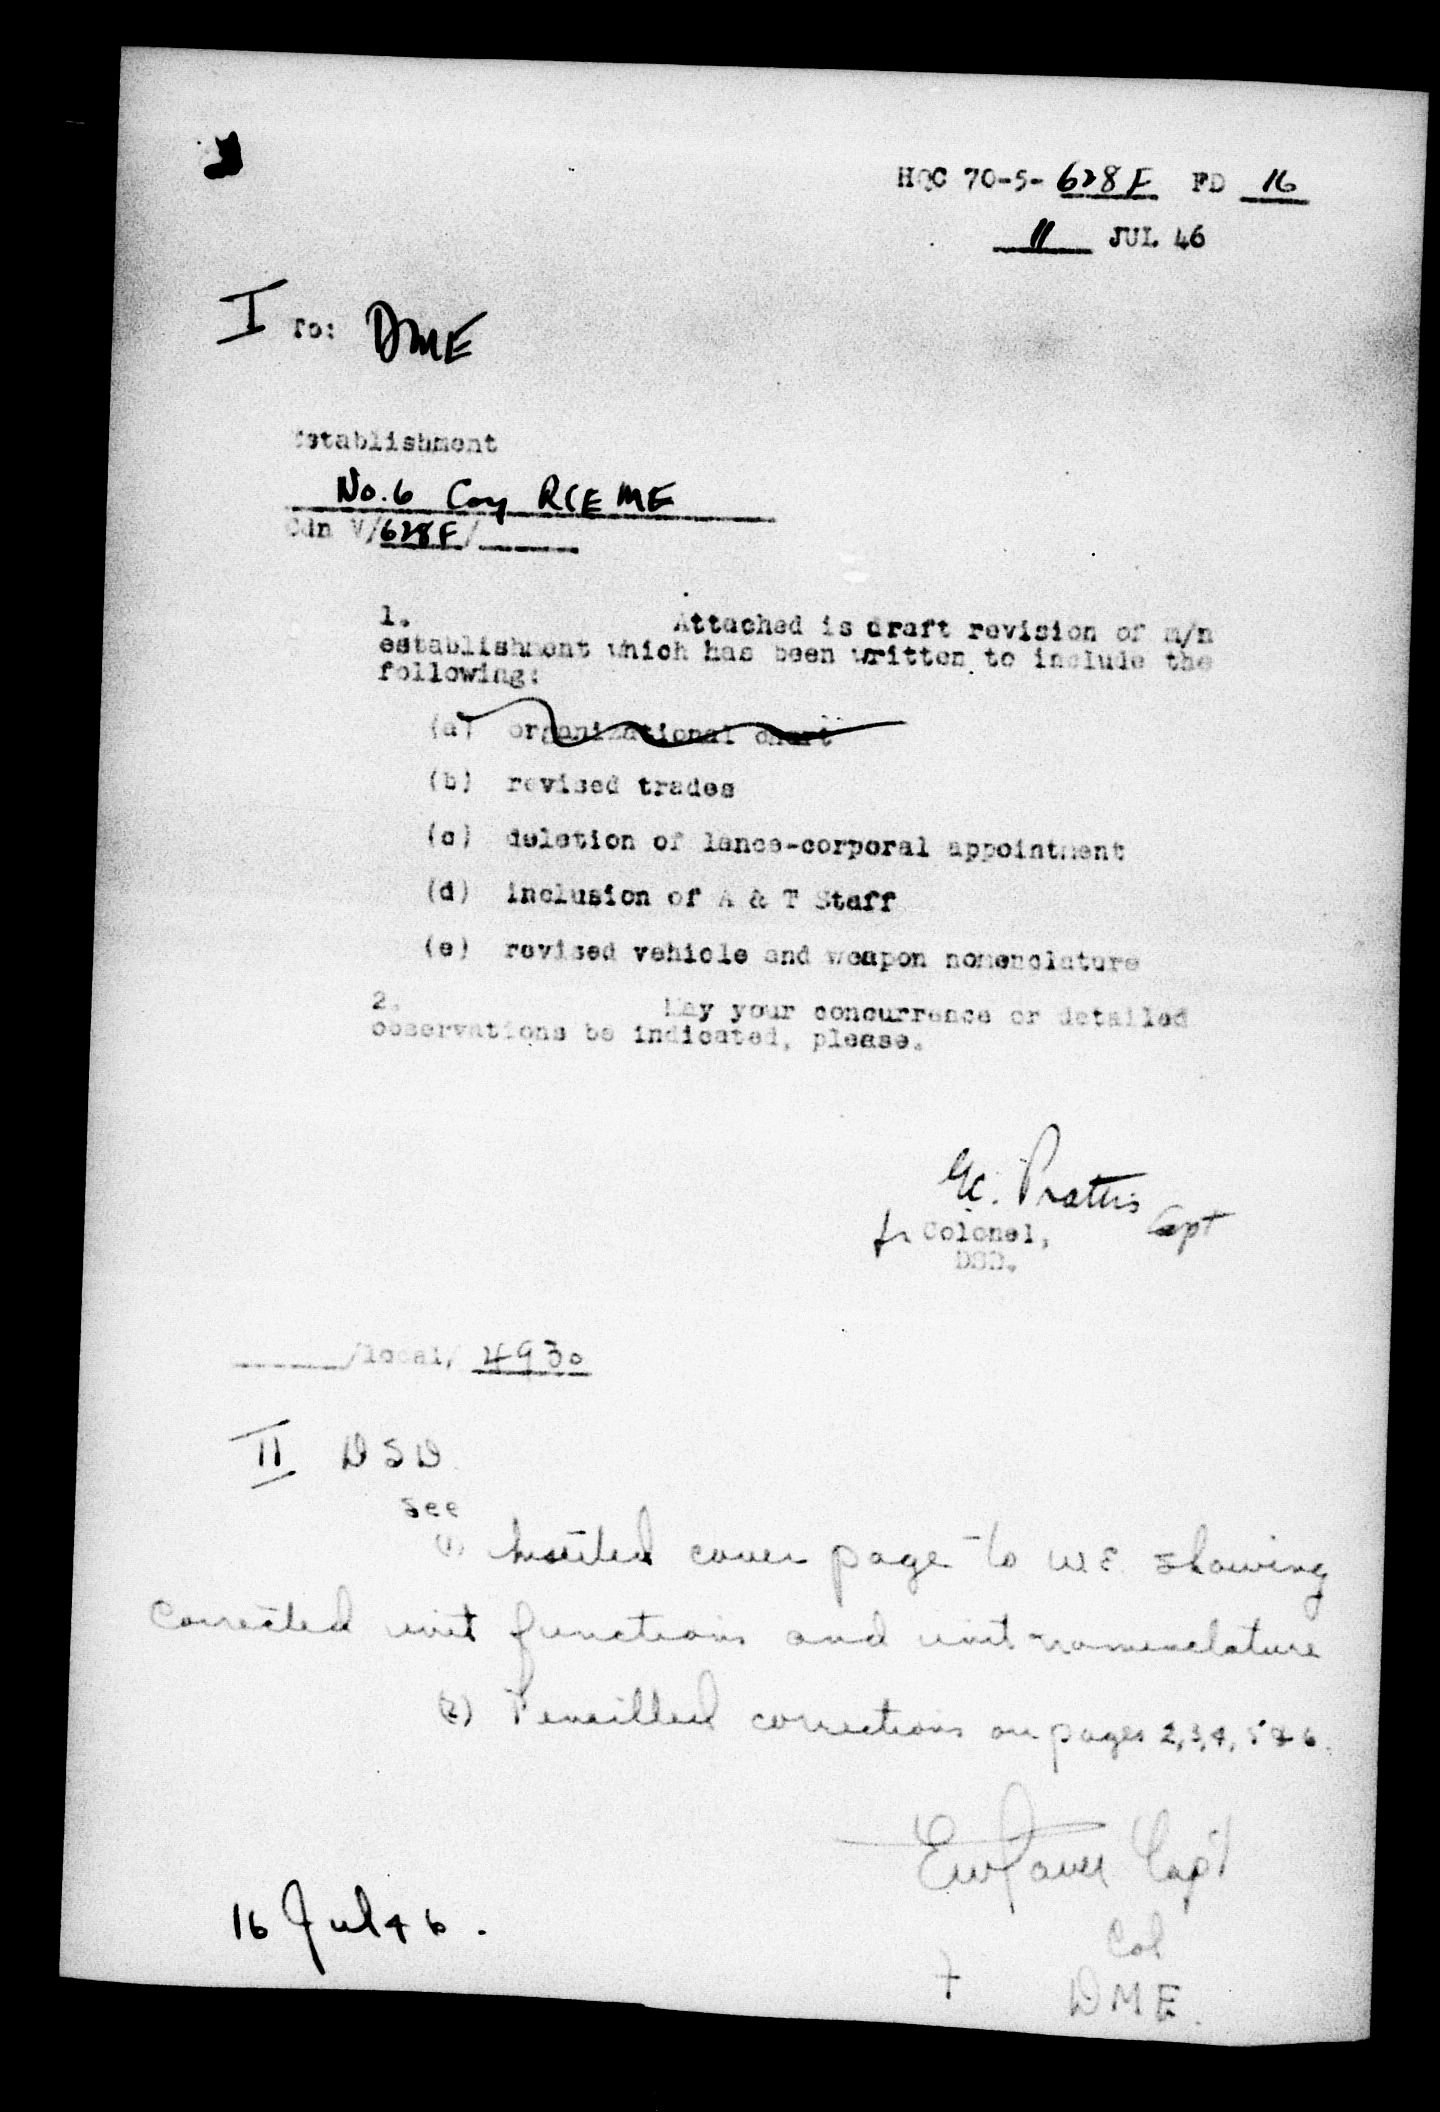 HQC 70-5-628F FD 16
11 JUL 46
I To: DME
Establishment
No.6 Coy RCEME
Cdn V/628F/
1. Attached is draft revision of m/n
establishment which has been written to include the
following:
(a) organizational chart
(b) revised trades
(c) deletion of lance-corporal appointment
(d) inclusion of A & T Staff
(e) revised vehicle and weapon nomenclature
2. May your concurrence or detailed
observations be indicated, please.
Capt
fr Colonel,
DSD.
/local/ 4930
II DSD
See
(1) Inserted cover page to WE showing
corrected unit functions and unit nomenclature
(2) Pencilled corrections on pages 2,3,4, 5 & 6.
Capt
16 Jul 46.
Col
f DME.